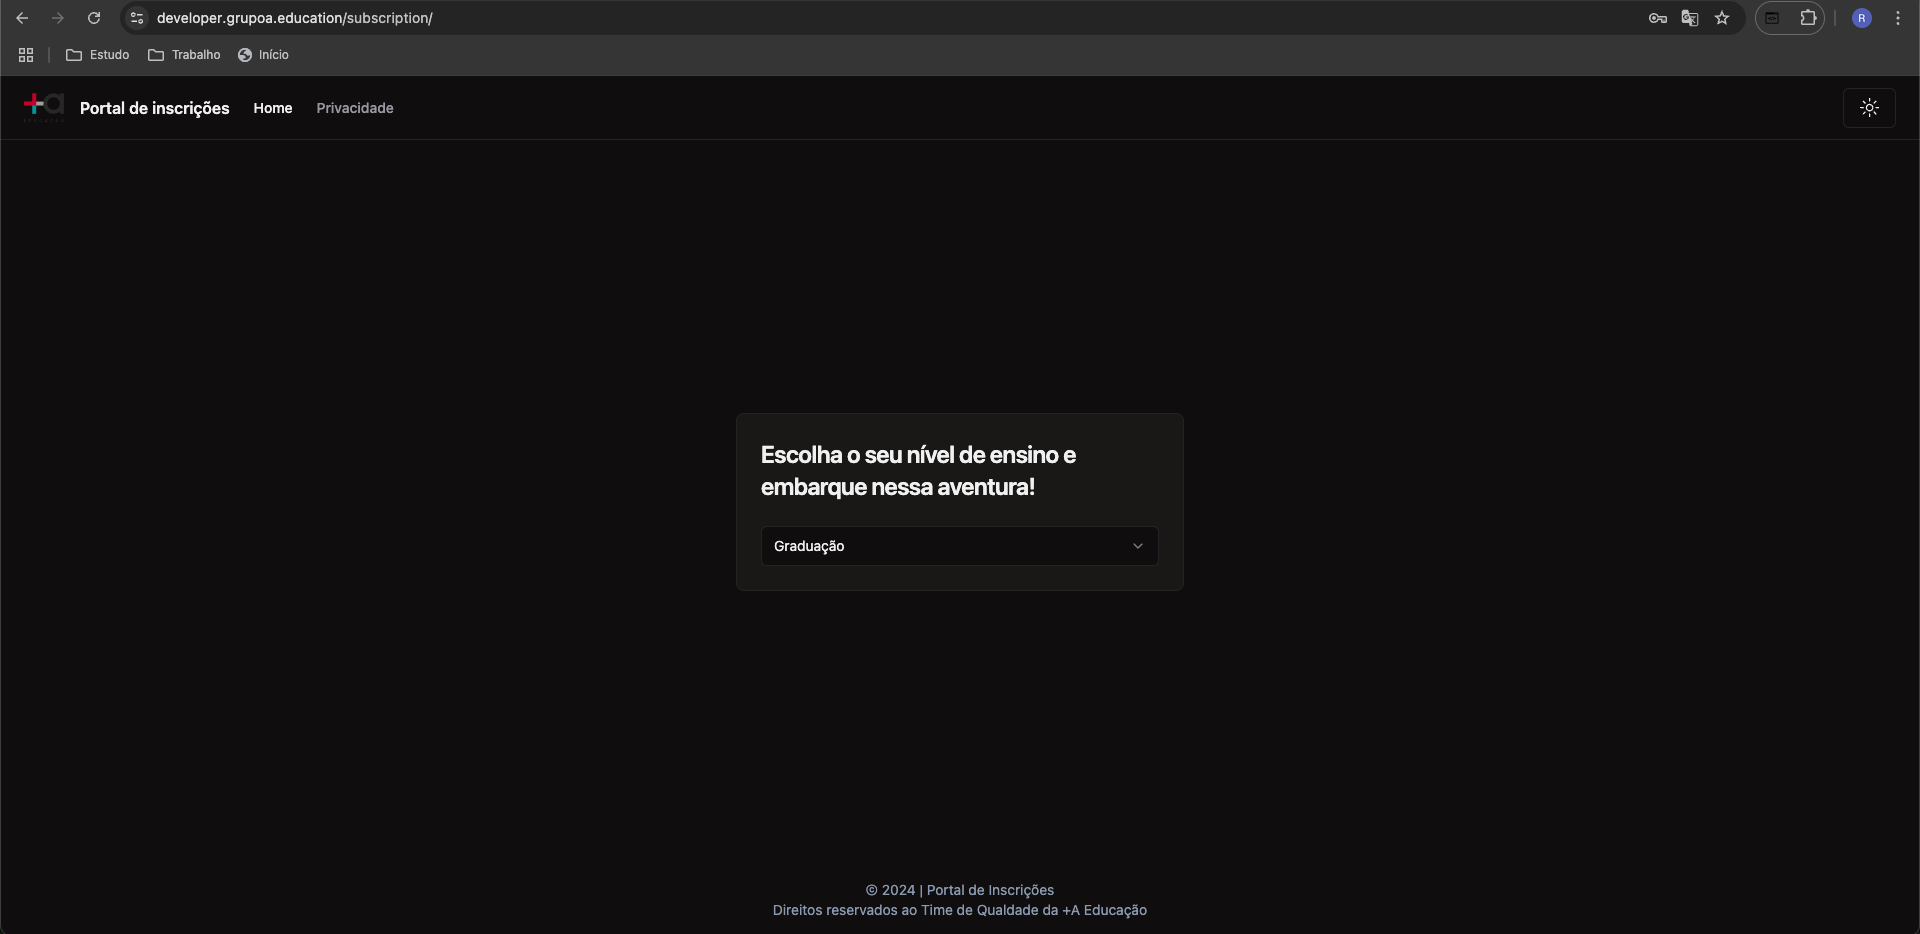 developer.grupoa.education/subscription/
R
Estudo
Trabalho
Início
+a
Portal de inscrições
Home
Privacidade
Escolha o seu nível de ensino e
embarque nessa aventura!
Graduação
© 2024 | Portal de Inscrições
Direitos reservados ao Time de Qualdade da +A Educação